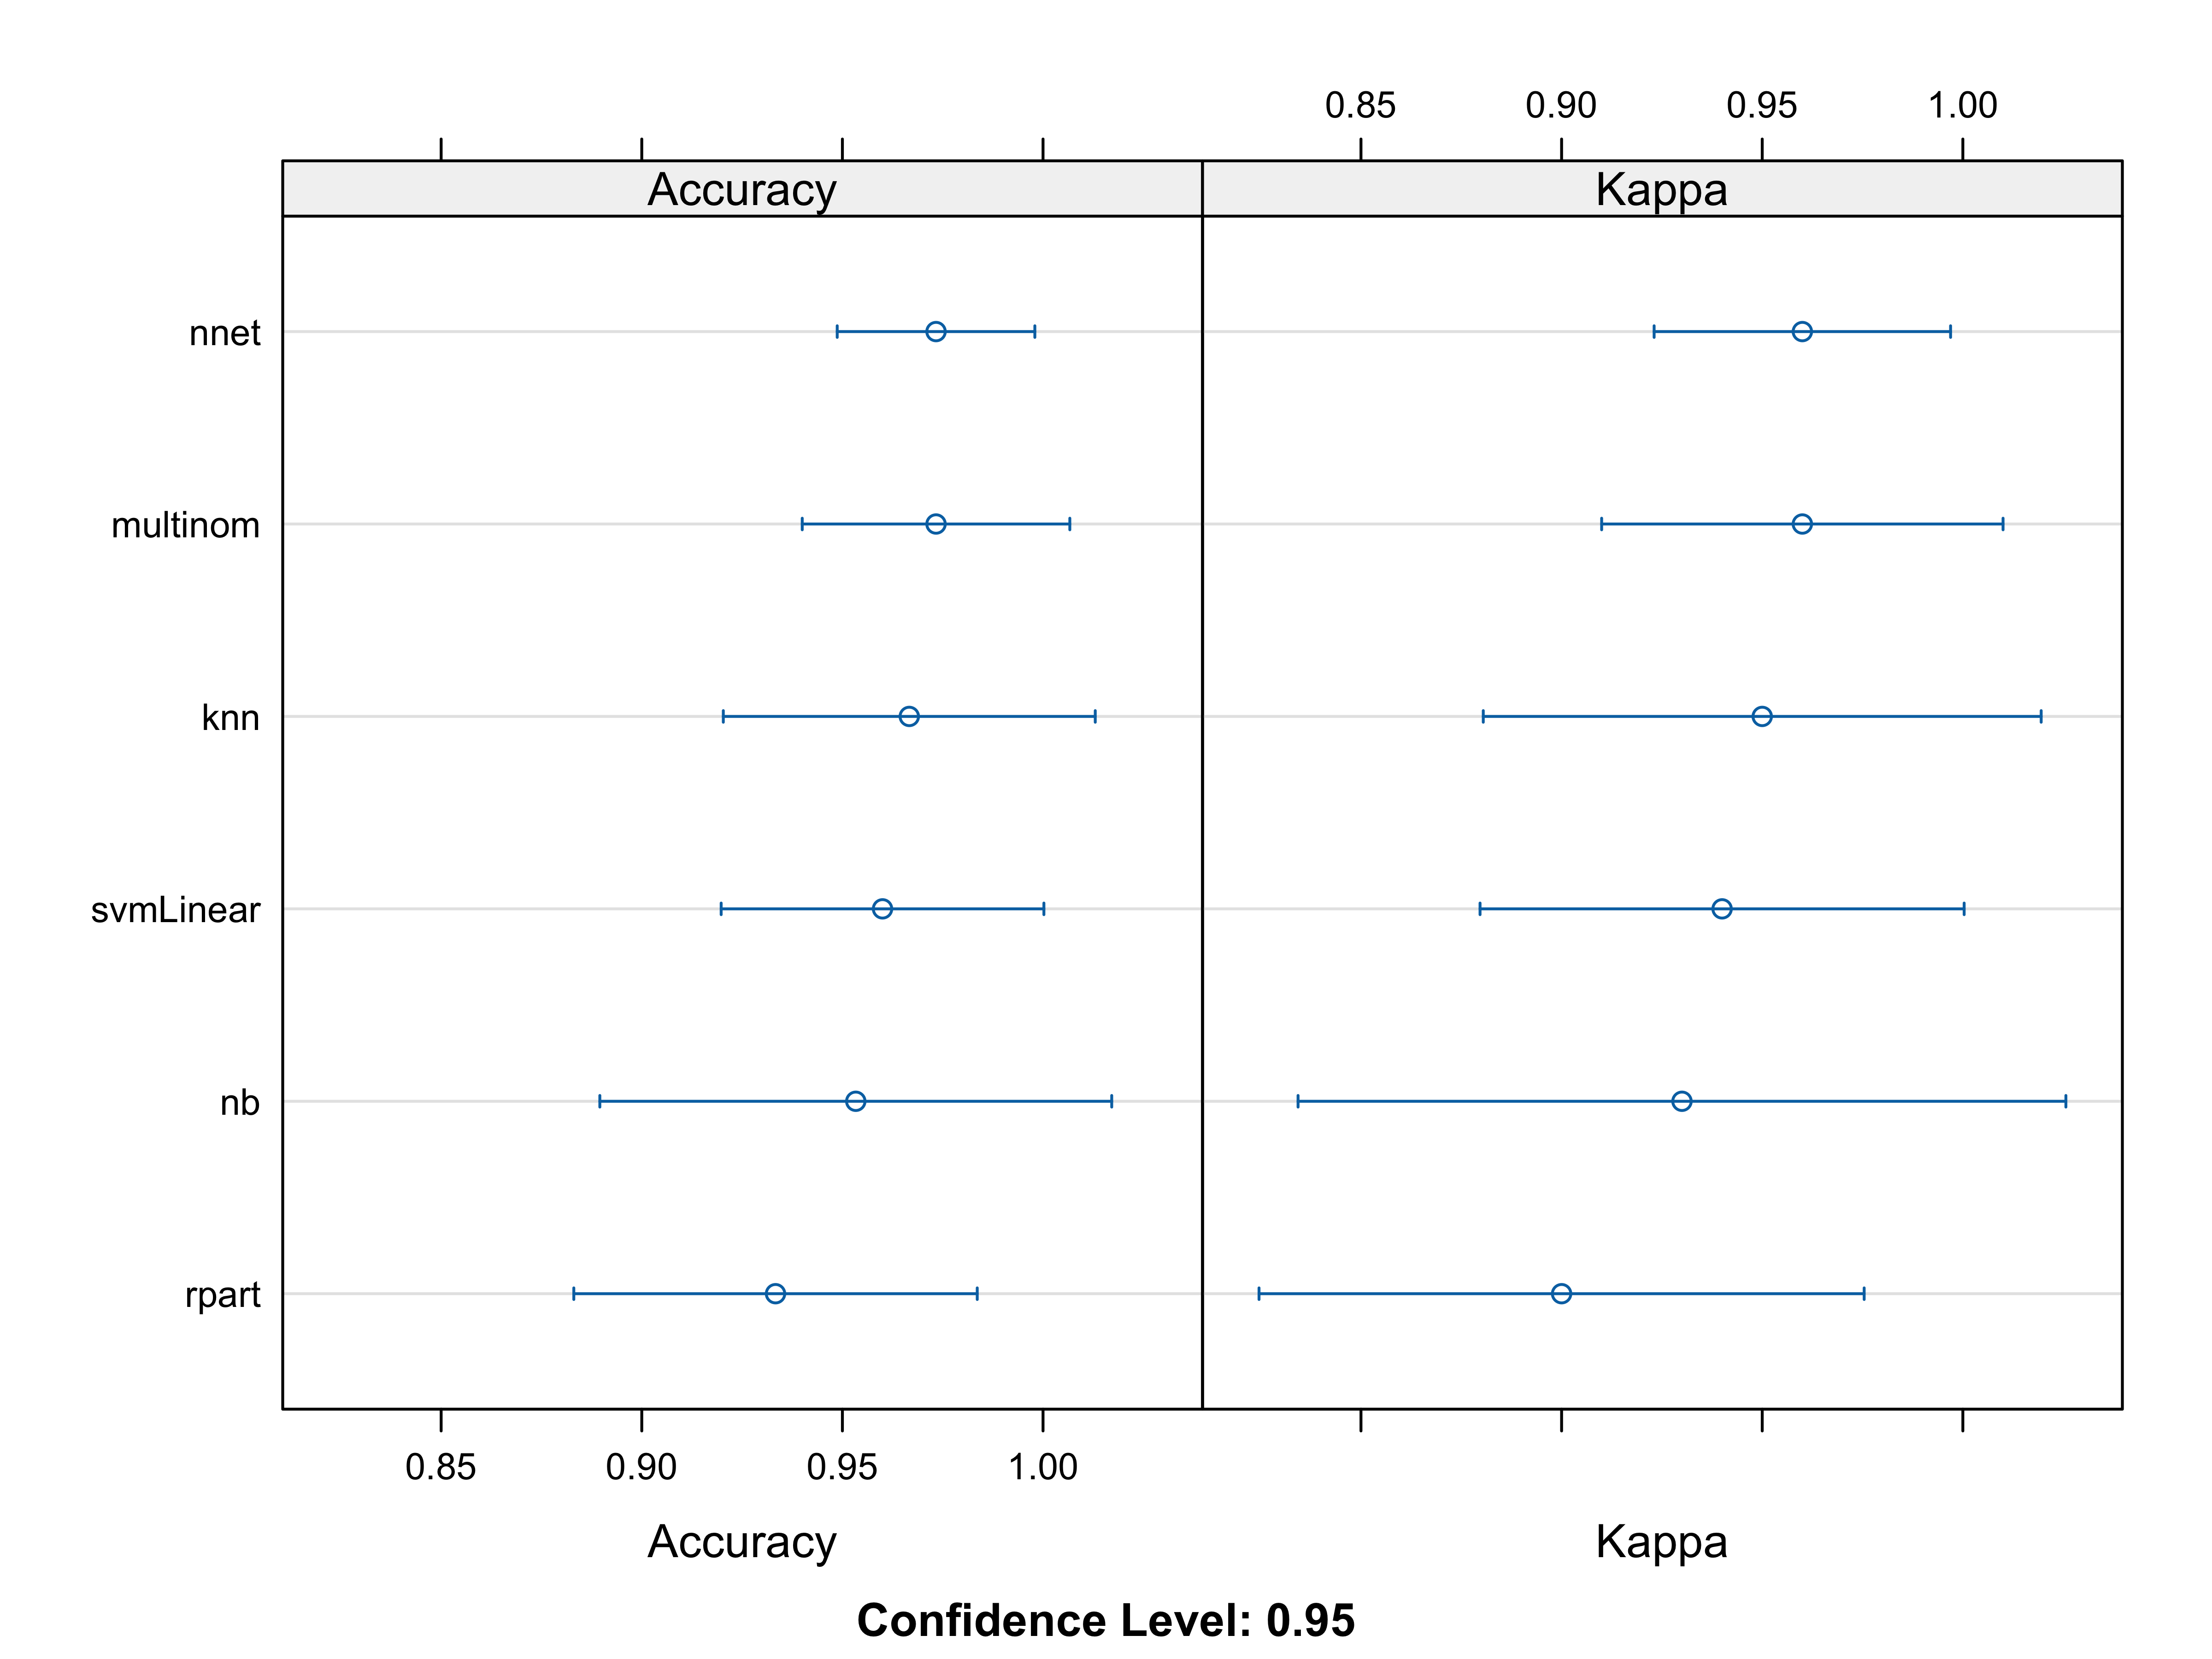 0.85 0.90 0.95 1.00
Accuracy Kappa
nnet
multinom
knn
svmLinear
nb
rpart
0.85 0.90 0.95 1.00
Accuracy Kappa
Confidence Level: 0.95